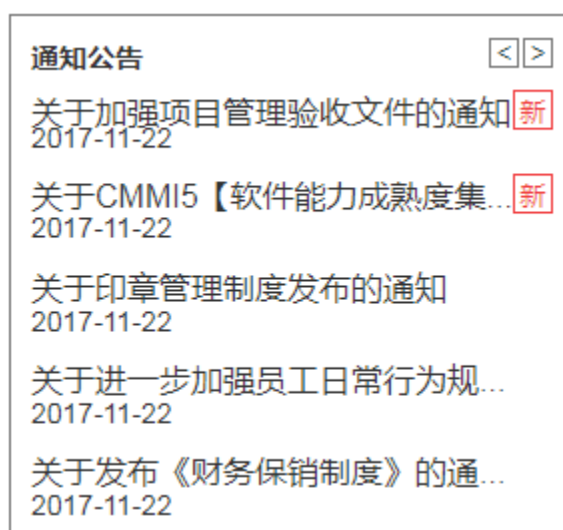 通知公告 < >
关于加强项目管理验收文件的通知 新
2017-11-22
关于CMMI5【软件能力成熟度集... 新
2017-11-22
关于印章管理制度发布的通知
2017-11-22
关于进一步加强员工日常行为规...
2017-11-22
关于发布《财务保销制度》的通...
2017-11-22